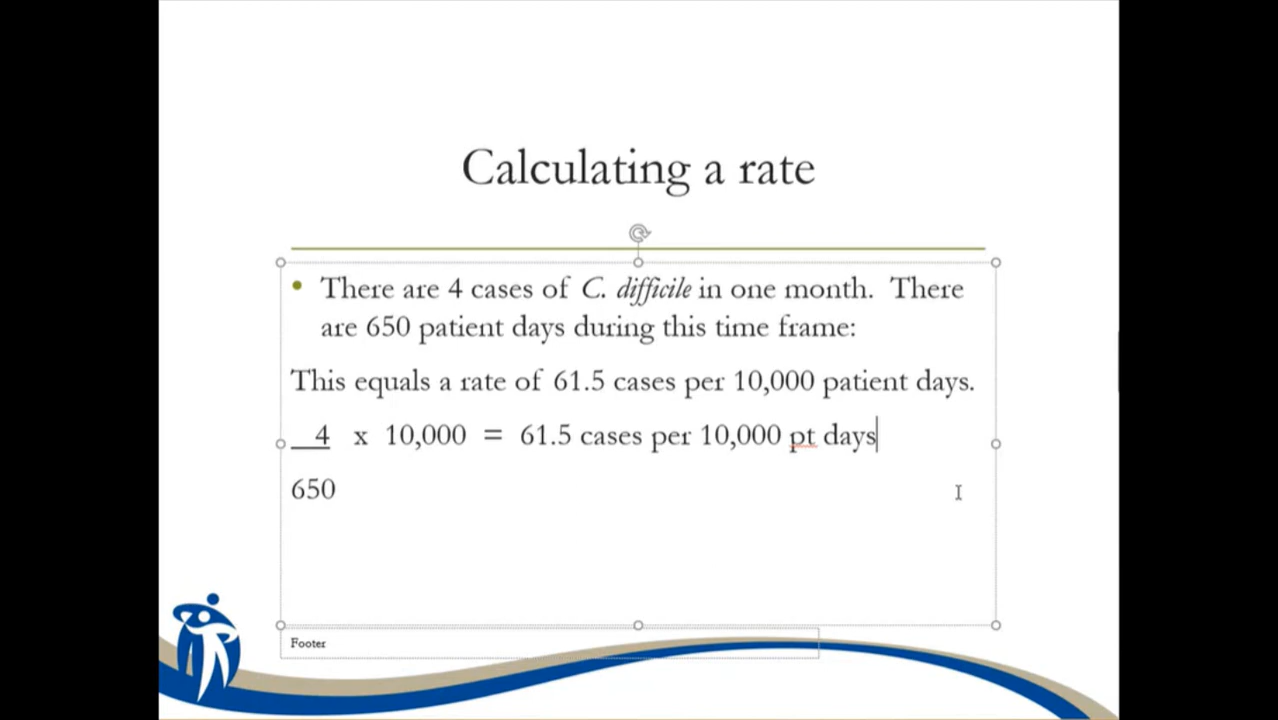 Calculating a rate
• There are 4 cases of C. difficile in one month. There
are 650 patient days during this time frame:
This equals a rate of 61.5 cases per 10,000 patient days.
4 x 10,000 = 61.5 cases per 10,000 pt days
650
Footer